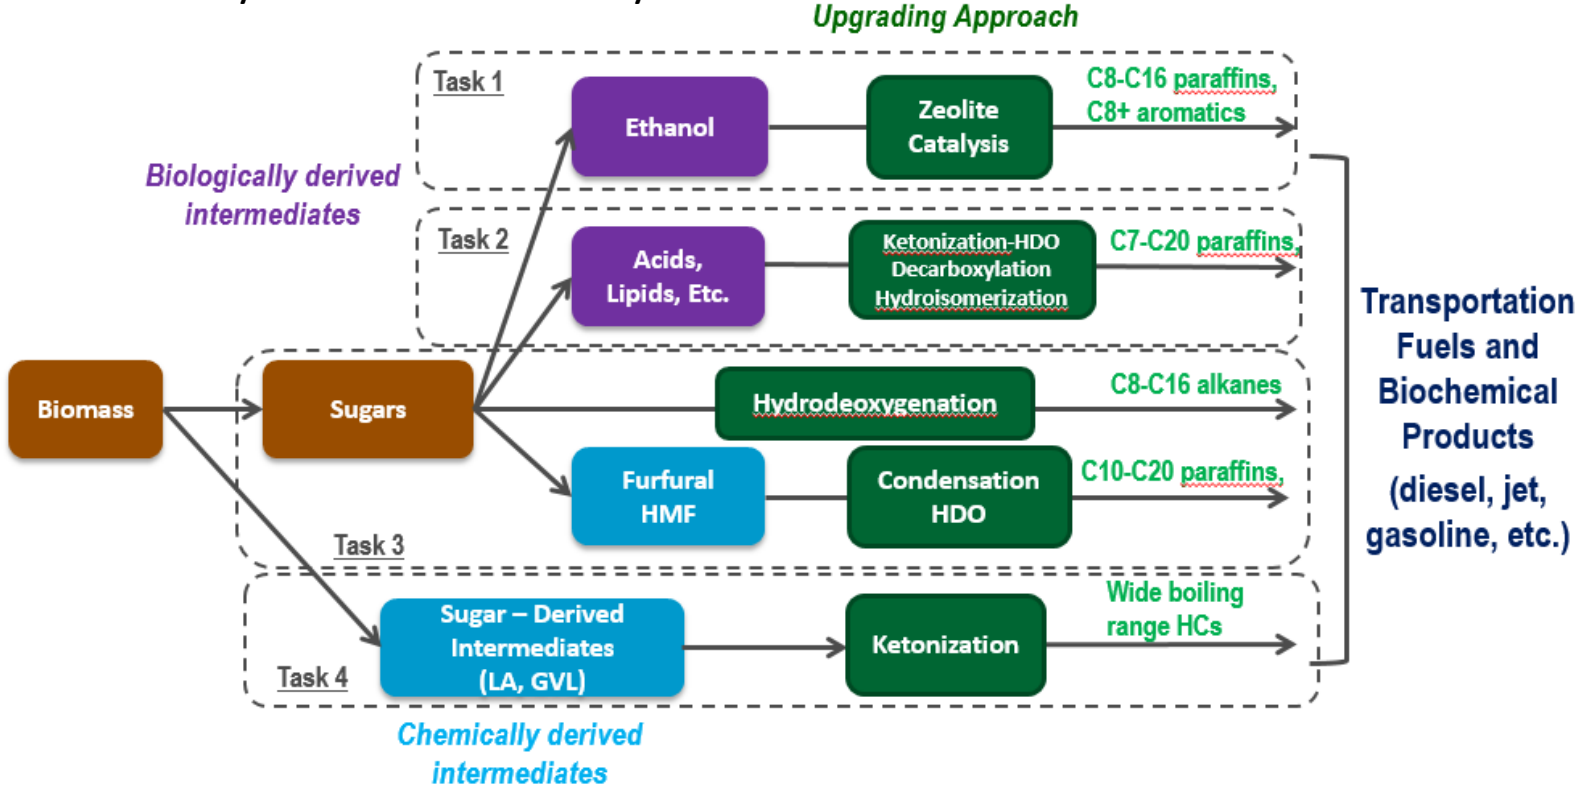 Upgrading Approach
Task 1
Ethanol
Zeolite
Catalysis
C8-C16 paraffins,
C8+ aromatics
Biologically derived
intermediates
Task 2
Acids,
Lipids, Etc.
Ketonization-HDO
Decarboxylation
Hydroisomerization
C7-C20 paraffins,
Biomass
Sugars
Hydrodeoxygenation
C8-C16 alkanes
Furfural
HMF
Condensation
HDO
C10-C20 paraffins,
Task 3
Task 4
Sugar – Derived
Intermediates
(LA, GVL)
Ketonization
Wide boiling
range HCs
Chemically derived
intermediates
Transportation
Fuels and
Biochemical
Products
(diesel, jet,
gasoline, etc.)